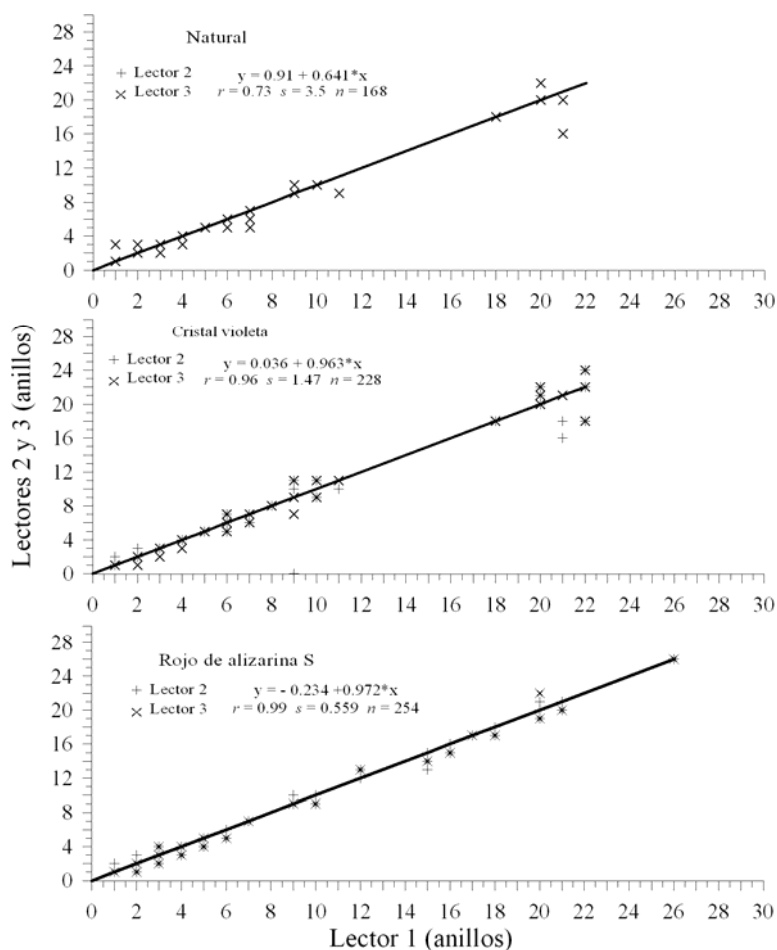 Natural
+ Lector 2 y = 0.91 + 0.641*x
× Lector 3 r = 0.73 s = 3.5 n = 168
28
24
20
16
12
8
4
0
0 2 4 6 8 10 12 14 16 18 20 22 24 26 28 30
Cristal violeta
+ Lector 2 y = 0.036 + 0.963*x
× Lector 3 r = 0.96 s = 1.47 n = 228
28
24
20
16
12
8
4
0
0 2 4 6 8 10 12 14 16 18 20 22 24 26 28 30
Lectores 2 y 3 (anillos)
Rojo de alizarina S
+ Lector 2 y = - 0.234 +0.972*x
× Lector 3 r = 0.99 s = 0.559 n = 254
28
24
20
16
12
8
4
0
0 2 4 6 8 10 12 14 16 18 20 22 24 26 28 30
Lector 1 (anillos)